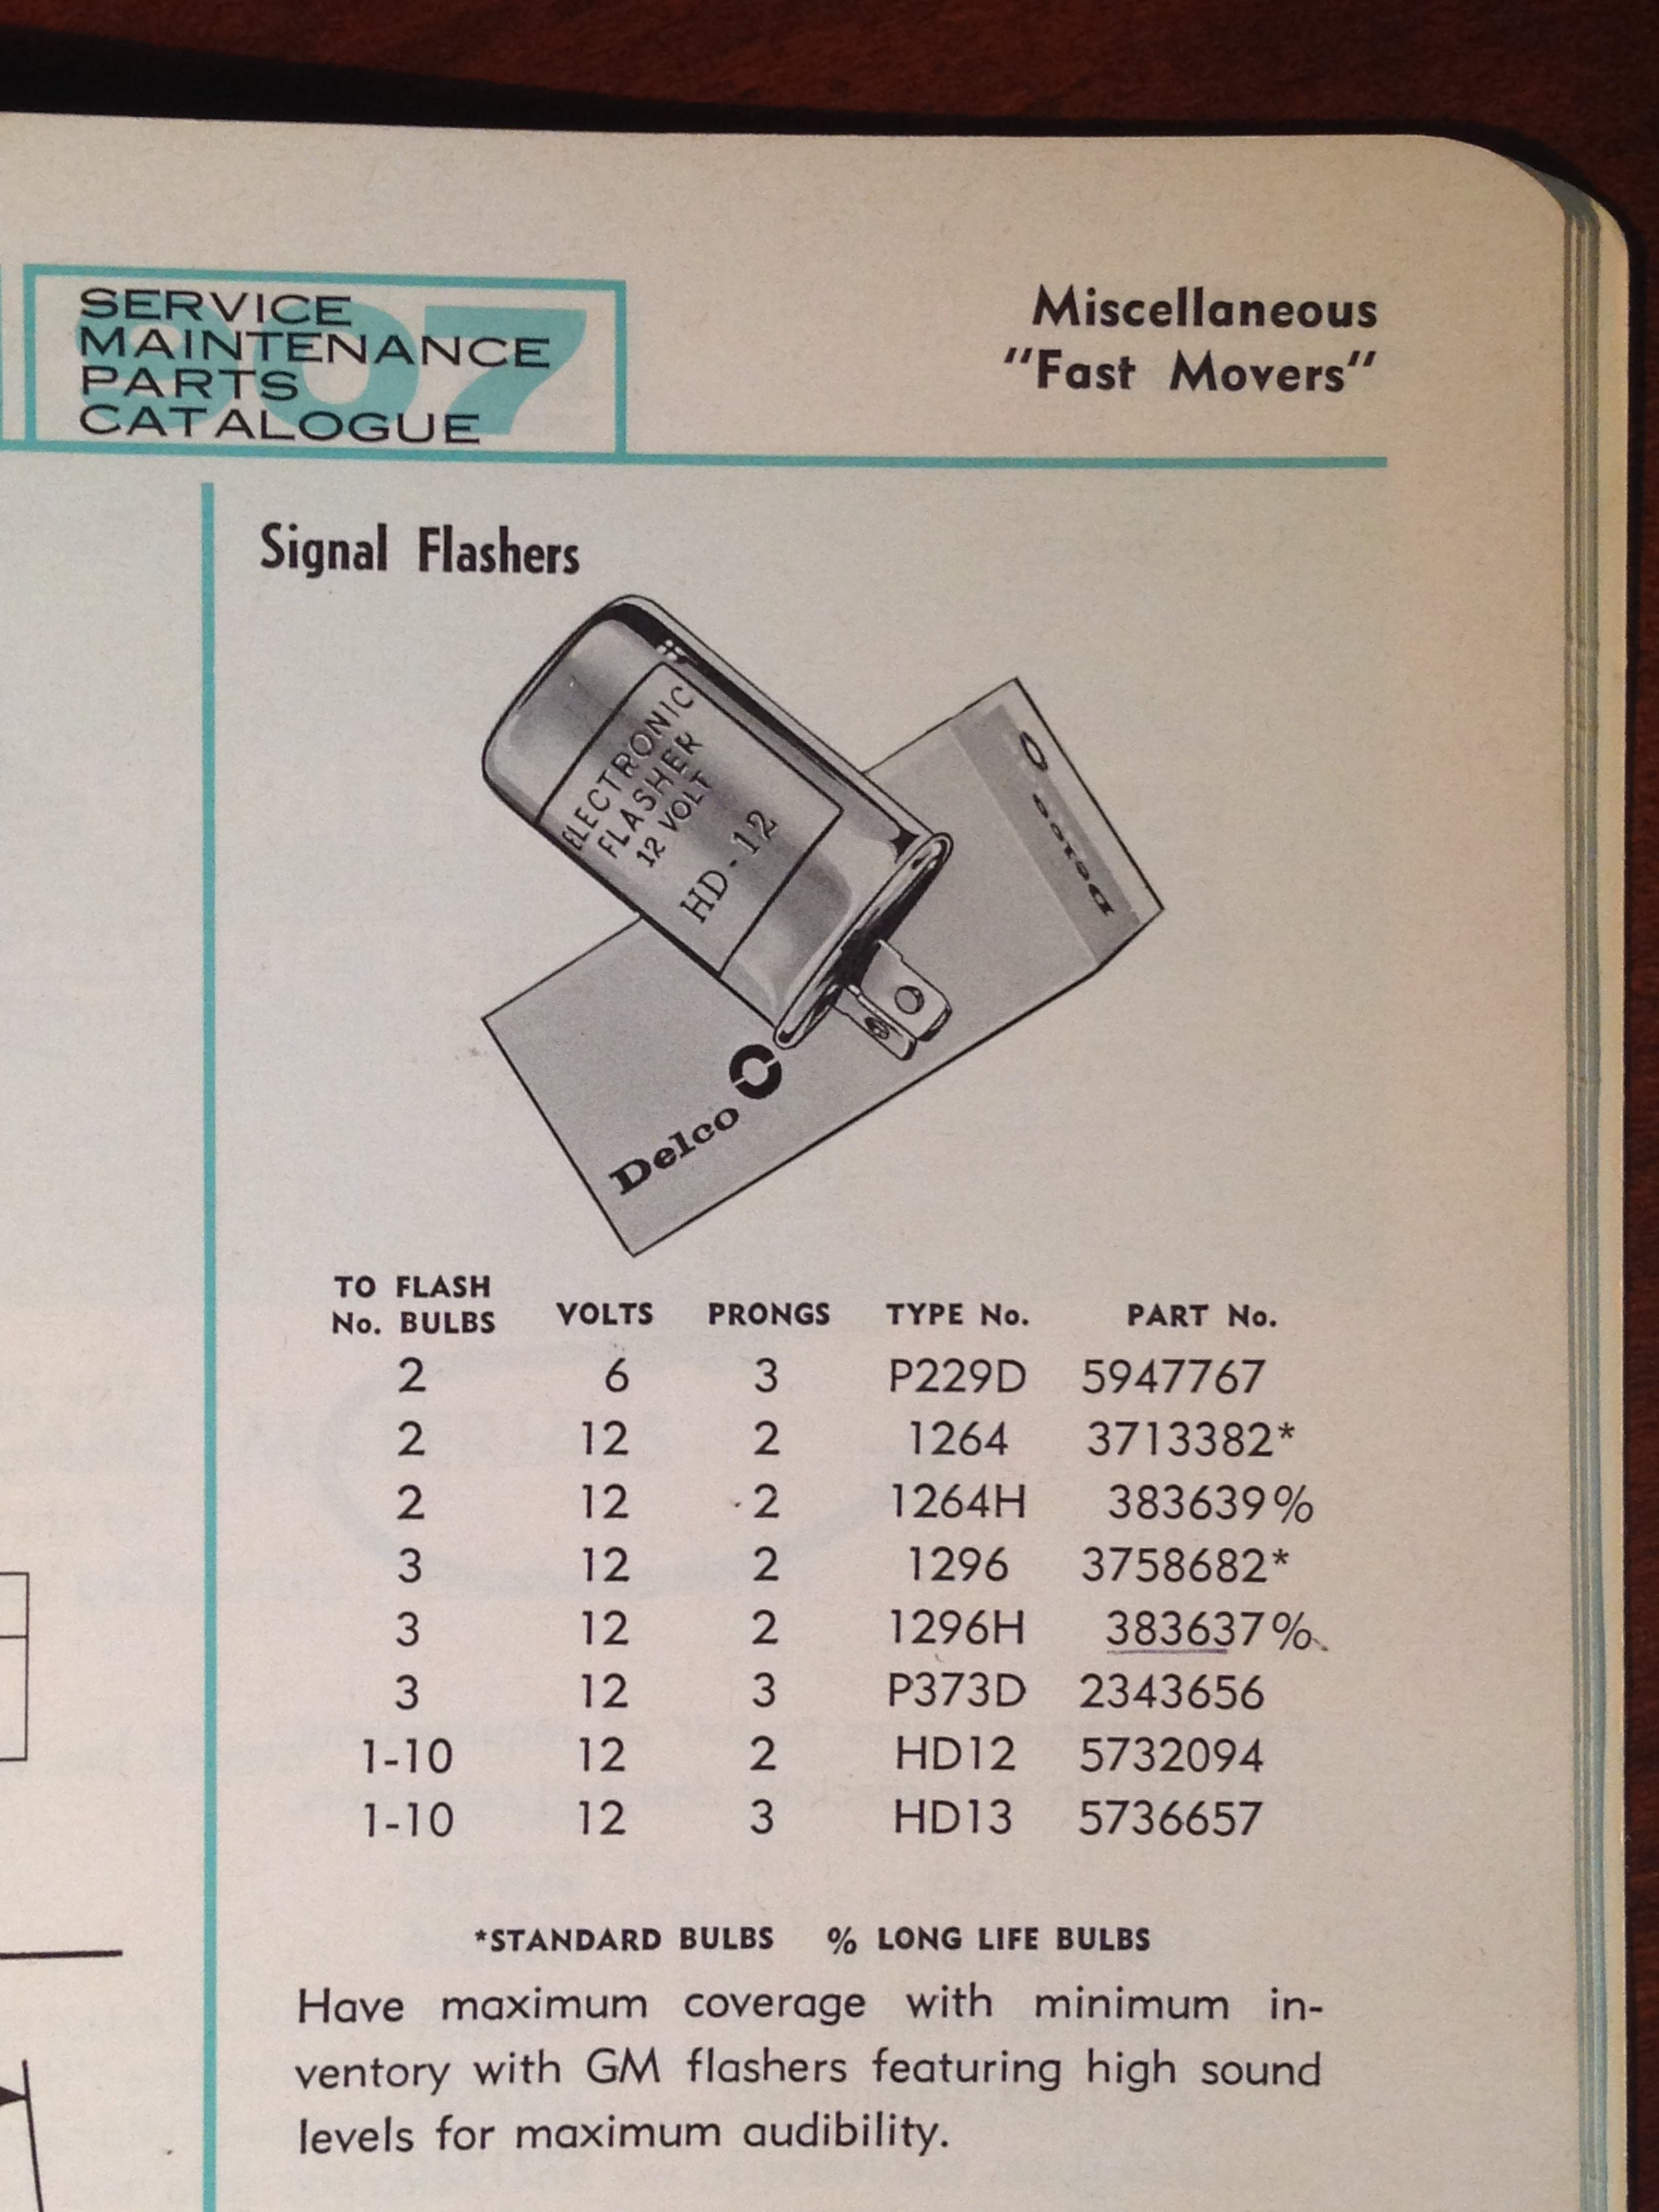 807
SERVICE
MAINTENANCE
PARTS
CATALOGUE
Miscellaneous
"Fast Movers"
Signal Flashers
ELECTRONIC
FLASHER
12 VOLT
HD-12
Delco
Delco
TO FLASH
No. BULBS VOLTS PRONGS TYPE No. PART No.
2 6 3 P229D 5947767
2 12 2 1264 3713382*
2 12 2 1264H 383639%
3 12 2 1296 3758682*
3 12 2 1296H 383637%
3 12 3 P373D 2343656
1-10 12 2 HD12 5732094
1-10 12 3 HD13 5736657
*STANDARD BULBS % LONG LIFE BULBS
Have maximum coverage with minimum in-
ventory with GM flashers featuring high sound
levels for maximum audibility.